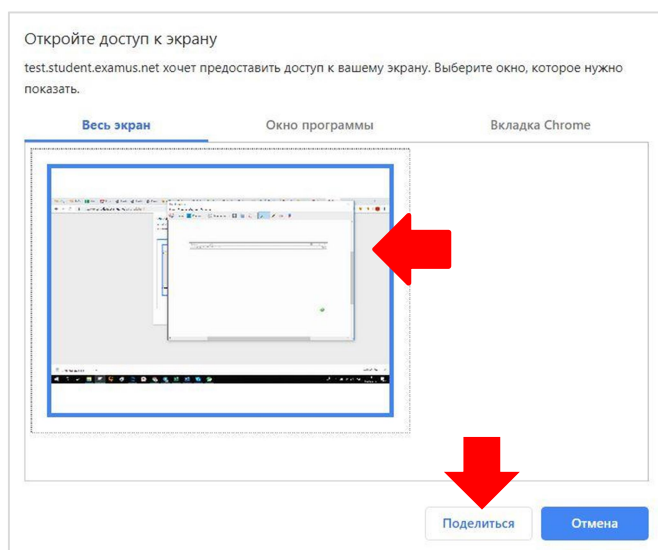 Откройте доступ к экрану
test.student.examus.net хочет предоставить доступ к вашему экрану. Выберите окно, которое нужно
показать.
Весь экран Окно программы Вкладка Chrome
Поделиться Отмена